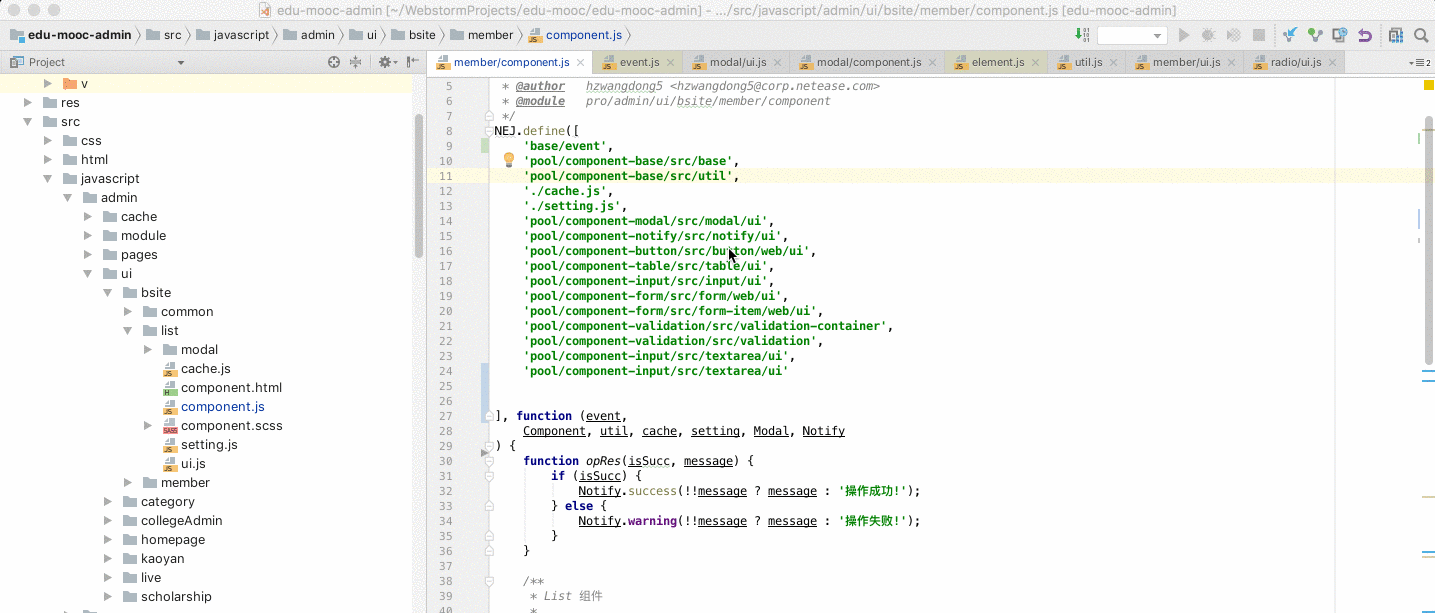 edu-mooc-admin [~/WebstormProjects/edu-mooc/edu-mooc-admin] - .../src/javascript/admin/ui/bsite/member/component.js [edu-mooc-admin]
edu-mooc-admin src javascript admin ui bsite member component.js
Project
member/component.js event.js modal/ui.js modal/component.js element.js util.js member/ui.js radio/ui.js 2
v
res
src
css
html
javascript
admin
cache
module
pages
ui
bsite
common
list
modal
cache.js
component.html
component.js
component.scss
setting.js
ui.js
member
category
collegeAdmin
homepage
kaoyan
live
scholarship
5 * @author hzwangdong5 <hzwangdong5@corp.netease.com>
6 * @module pro/admin/ui/bsite/member/component
7 */
8 NEJ.define([
9 'base/event',
10 'pool/component-base/src/base',
11 'pool/component-base/src/util',
12 './cache.js',
13 './setting.js',
14 'pool/component-modal/src/modal/ui',
15 'pool/component-notify/src/notify/ui',
16 'pool/component-button/src/button/web/ui',
17 'pool/component-table/src/table/ui',
18 'pool/component-input/src/input/ui',
19 'pool/component-form/src/form/web/ui',
20 'pool/component-form/src/form-item/web/ui',
21 'pool/component-validation/src/validation-container',
22 'pool/component-validation/src/validation',
23 'pool/component-input/src/textarea/ui',
24 'pool/component-input/src/textarea/ui'
25
26
27 ], function (event,
28 Component, util, cache, setting, Modal, Notify
29 ) {
30 function opRes(isSucc, message) {
31 if (isSucc) {
32 Notify.success(!!message ? message : '操作成功!');
33 } else {
34 Notify.warning(!!message ? message : '操作失败!');
35 }
36 }
37
38 /**
39 * List 组件
40 *